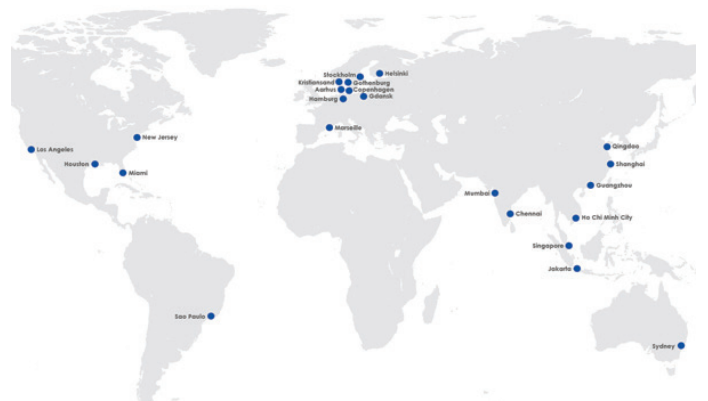 Stockholm
Helsinki
Kristiansand
Gothenburg
Aarhus
Copenhagen
Hamburg
Gdansk
Marseille
New Jersey
Los Angeles
Houston
Miami
Qingdao
Shanghai
Guangzhou
Mumbai
Chennai
Ho Chi Minh City
Singapore
Jakarta
Sao Paulo
Sydney